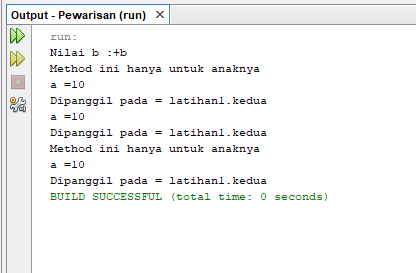 Output - Pewarisan (run)
run:
Nilai b :+b
Method ini hanya untuk anaknya
a =10
Dipanggil pada = latihan1.kedua
a =10
Dipanggil pada = latihan1.kedua
Method ini hanya untuk anaknya
a =10
Dipanggil pada = latihan1.kedua
BUILD SUCCESSFUL (total time: 0 seconds)